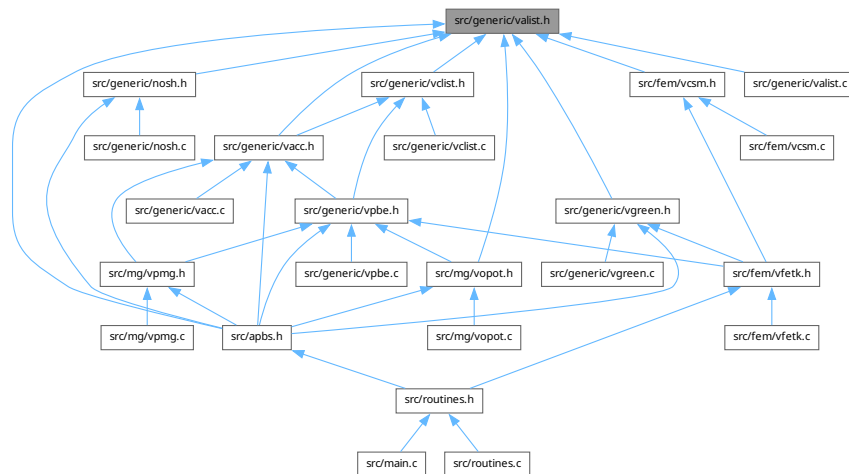 src/generic/valist.h
src/generic/nosh.h
src/generic/vclist.h
src/fem/vcsm.h
src/generic/valist.c
src/generic/nosh.c
src/generic/vacc.h
src/generic/vclist.c
src/fem/vcsm.c
src/generic/vacc.c
src/generic/vpbe.h
src/generic/vgreen.h
src/mg/vpmg.h
src/generic/vpbe.c
src/mg/vopot.h
src/generic/vgreen.c
src/fem/vfetk.h
src/mg/vpmg.c
src/apbs.h
src/mg/vopot.c
src/fem/vfetk.c
src/routines.h
src/main.c
src/routines.c